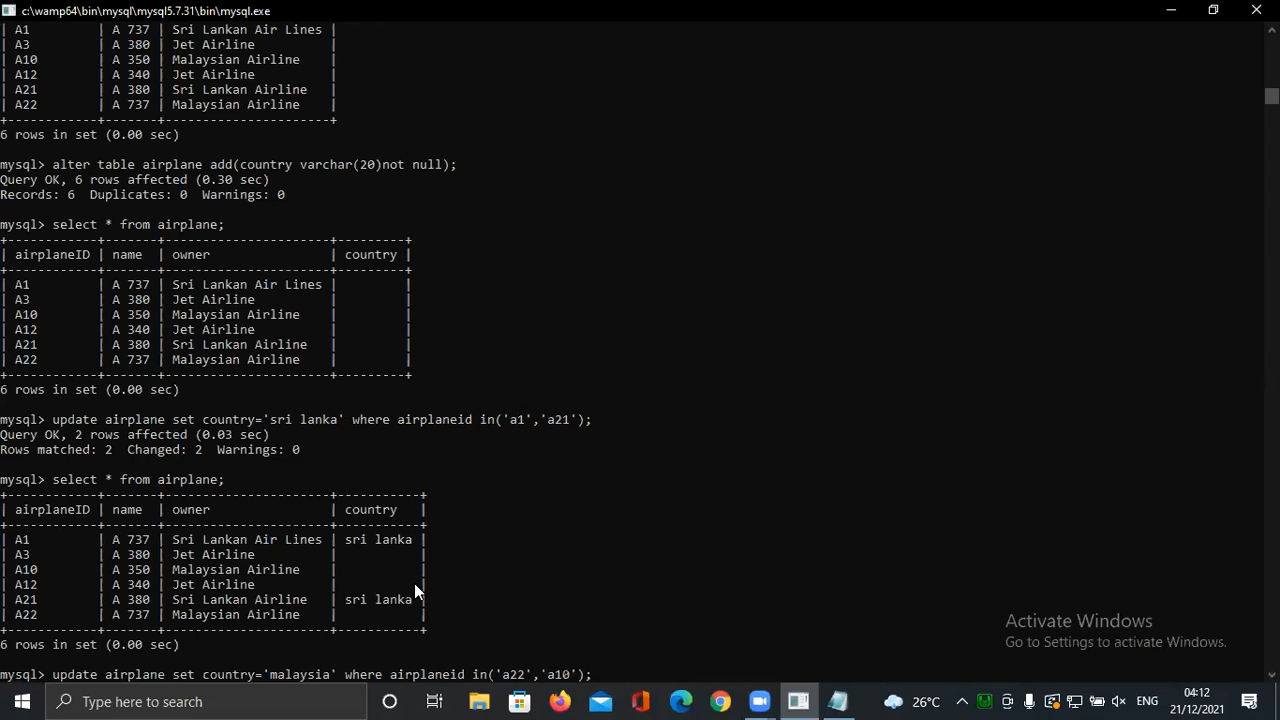 c:\wamp64\bin\mysql\mysql5.7.31\bin\mysql.exe
| A1         | A 737 | Sri Lankan Air Lines |
| A3         | A 380 | Jet Airline          |
| A10        | A 350 | Malaysian Airline    |
| A12        | A 340 | Jet Airline          |
| A21        | A 380 | Sri Lankan Airline   |
| A22        | A 737 | Malaysian Airline    |
+------------+-------+----------------------+
6 rows in set (0.00 sec)
mysql> alter table airplane add(country varchar(20)not null);
Query OK, 6 rows affected (0.30 sec)
Records: 6  Duplicates: 0  Warnings: 0
mysql> select * from airplane;
+------------+-------+----------------------+---------+
| airplaneID | name  | owner                | country |
+------------+-------+----------------------+---------+
| A1         | A 737 | Sri Lankan Air Lines |         |
| A3         | A 380 | Jet Airline          |         |
| A10        | A 350 | Malaysian Airline    |         |
| A12        | A 340 | Jet Airline          |         |
| A21        | A 380 | Sri Lankan Airline   |         |
| A22        | A 737 | Malaysian Airline    |         |
+------------+-------+----------------------+---------+
6 rows in set (0.00 sec)
mysql> update airplane set country='sri lanka' where airplaneid in('a1','a21');
Query OK, 2 rows affected (0.03 sec)
Rows matched: 2  Changed: 2  Warnings: 0
mysql> select * from airplane;
+------------+-------+----------------------+-----------+
| airplaneID | name  | owner                | country   |
+------------+-------+----------------------+-----------+
| A1         | A 737 | Sri Lankan Air Lines | sri lanka |
| A3         | A 380 | Jet Airline          |           |
| A10        | A 350 | Malaysian Airline    |           |
| A12        | A 340 | Jet Airline          |           |
| A21        | A 380 | Sri Lankan Airline   | sri lanka |
| A22        | A 737 | Malaysian Airline    |           |
+------------+-------+----------------------+-----------+
6 rows in set (0.00 sec)
mysql> update airplane set country='malaysia' where airplaneid in('a22','a10');
Activate Windows
Go to Settings to activate Windows.
Type here to search
26°C
ENG
04:12
21/12/2021